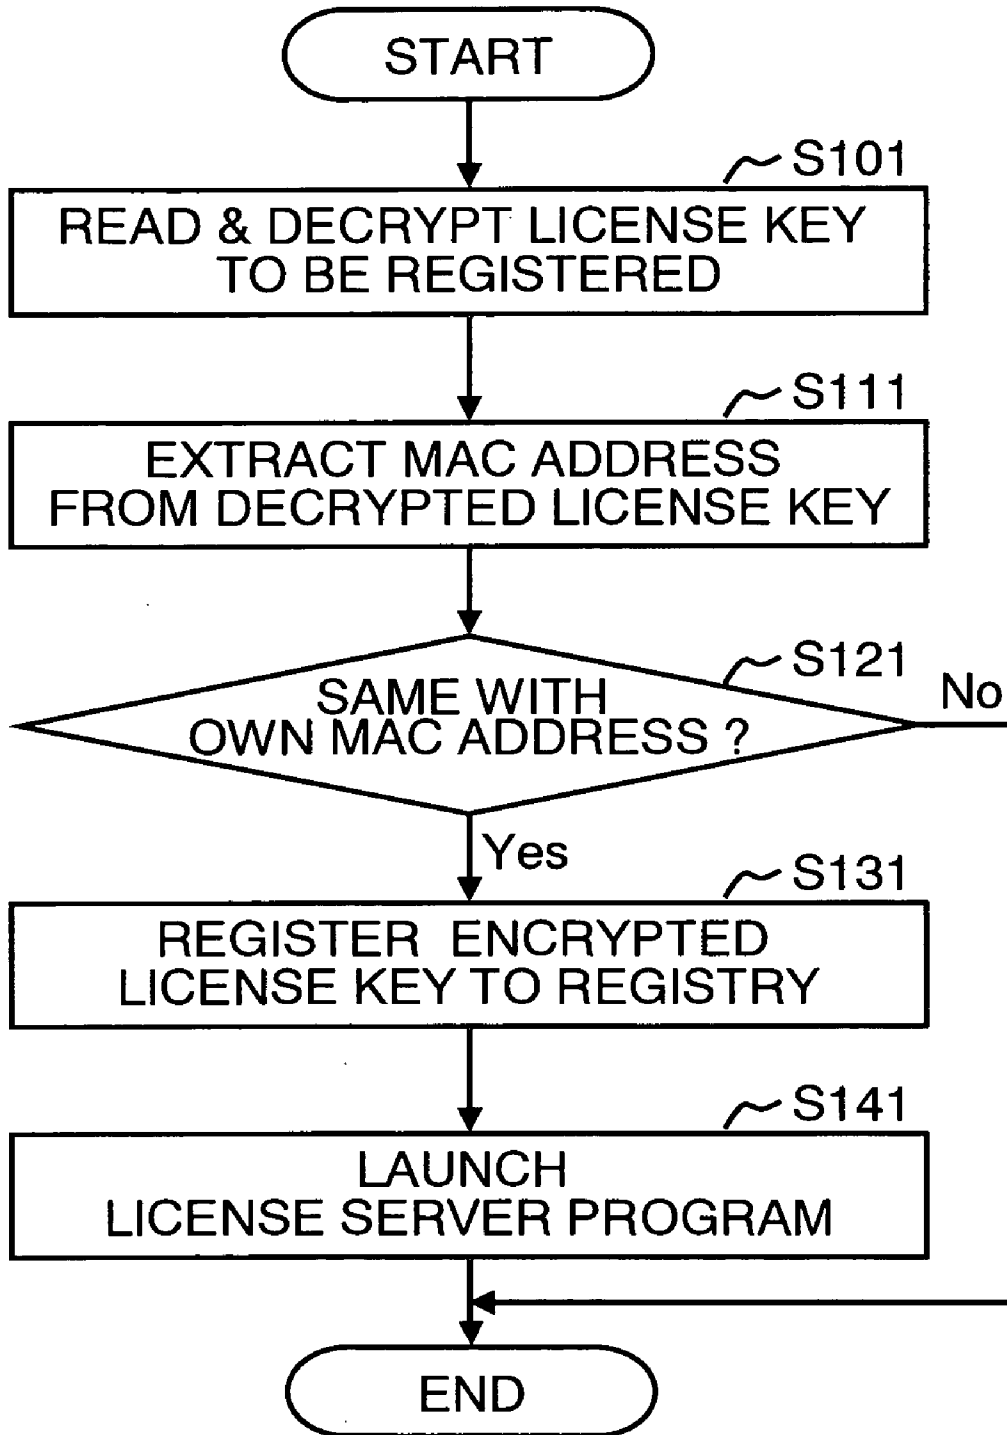 START
S101
READ & DECRYPT LICENSE KEY
TO BE REGISTERED
S111
EXTRACT MAC ADDRESS
FROM DECRYPTED LICENSE KEY
S121
SAME WITH
OWN MAC ADDRESS ?
No
Yes
S131
REGISTER ENCRYPTED
LICENSE KEY TO REGISTRY
S141
LAUNCH
LICENSE SERVER PROGRAM
END